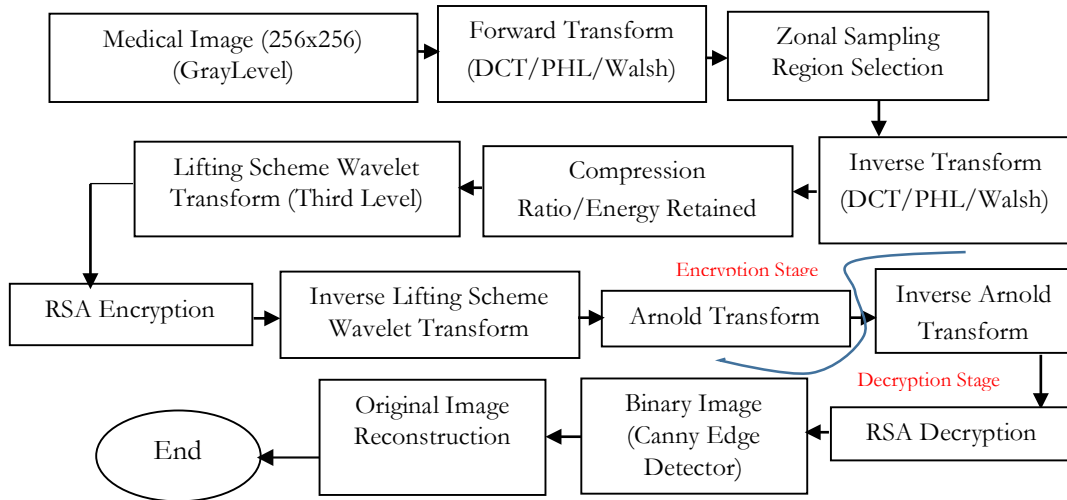 Medical Image (256x256)
(GrayLevel)
Forward Transform
(DCT/PHL/Walsh)
Zonal Sampling
Region Selection
Lifting Scheme Wavelet
Transform (Third Level)
Compression
Ratio/Energy Retained
Inverse Transform
(DCT/PHL/Walsh)
RSA Encryption
Inverse Lifting Scheme
Wavelet Transform
Encryption Stage
Arnold Transform
Inverse Arnold
Transform
Decryption Stage
End
Original Image
Reconstruction
Binary Image
(Canny Edge
Detector)
RSA Decryption